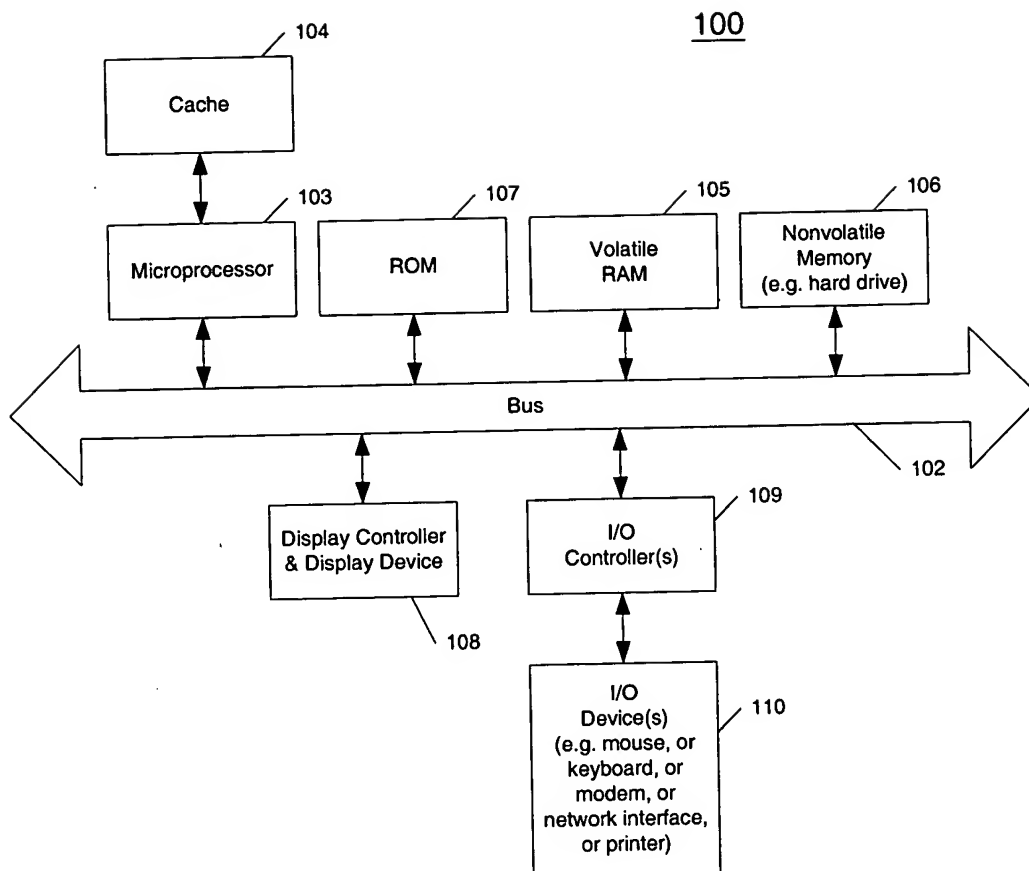 100
104
Cache
103
Microprocessor
107
ROM
105
Volatile
RAM
106
Nonvolatile
Memory
(e.g. hard drive)
Bus
102
Display Controller
& Display Device
108
109
I/O
Controller(s)
110
I/O
Device(s)
(e.g. mouse, or
keyboard, or
modem, or
network interface,
or printer)